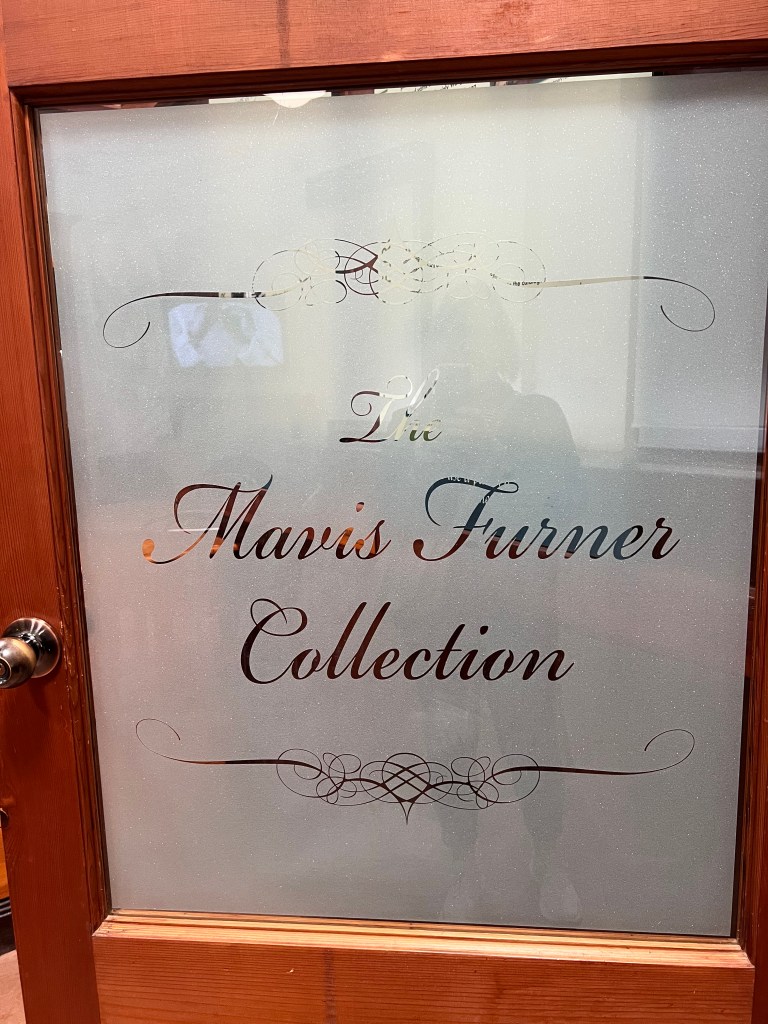 The
Mavis Furner
Collection